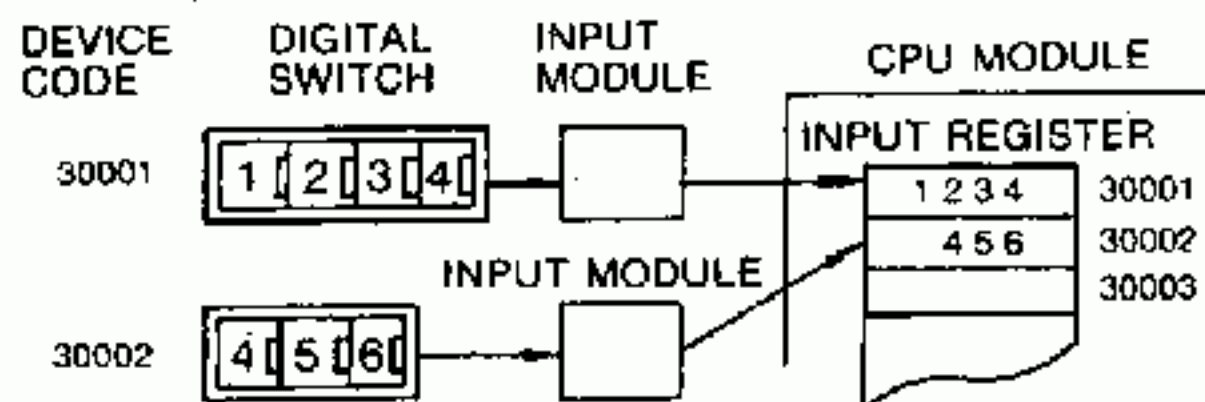 DEVICE CODE
DIGITAL SWITCH
INPUT MODULE
CPU MODULE
INPUT REGISTER
30001
1 2 3 4
1 2 3 4
30001
4 5 6
30002
INPUT MODULE
30003
30002
4 5 6